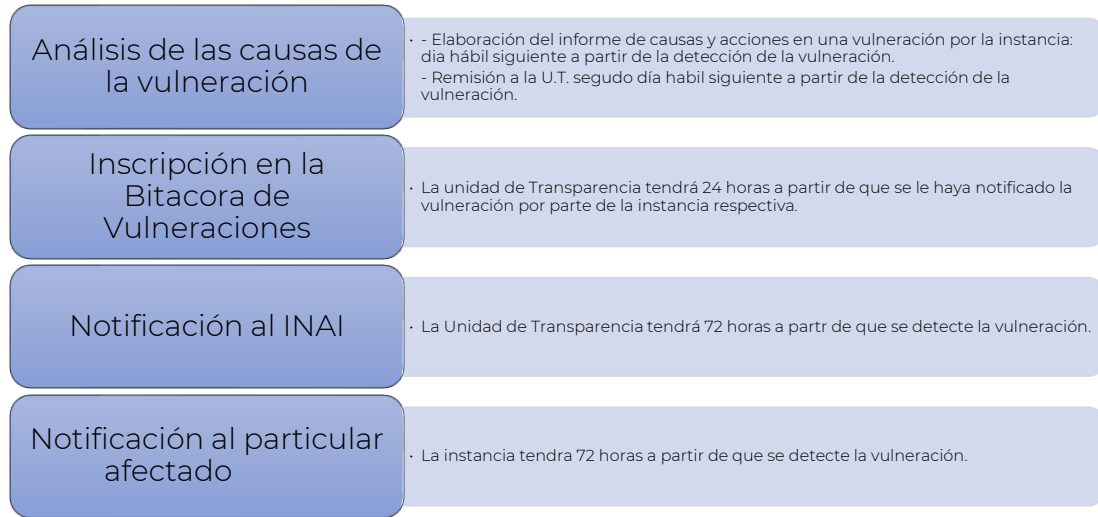 Análisis de las causas de
la vulneración
· - Elaboración del informe de causas y acciones en una vulneración por la instancia:
dia hábil siguiente a partir de la detección de la vulneración.
- Remisión a la U.T. segudo día habil siguiente a partir de la detección de la
vulneración.
Inscripción en la
Bitacora de
Vulneraciones
· La unidad de Transparencia tendrá 24 horas a partir de que se le haya notificado la
vulneración por parte de la instancia respectiva.
Notificación al INAI
· La Unidad de Transparencia tendrá 72 horas a partr de que se detecte la vulneración.
Notificación al particular
afectado
· La instancia tendra 72 horas a partir de que se detecte la vulneración.